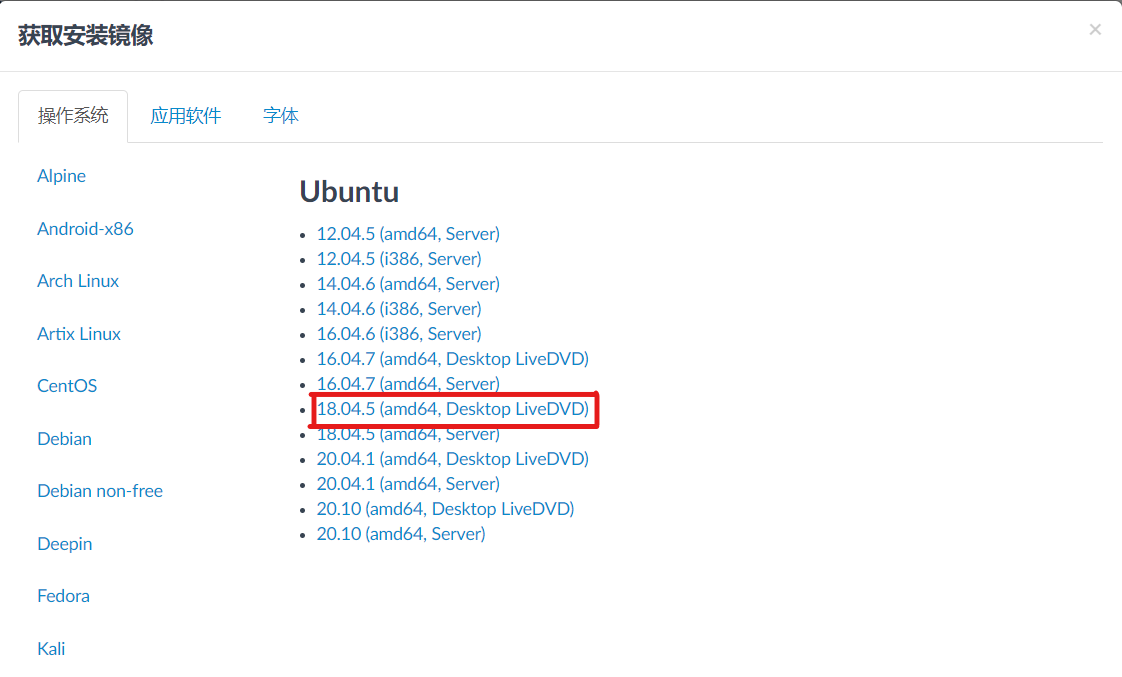 获取安装镜像
×
操作系统 应用软件 字体
Alpine
Android-x86
Arch Linux
Artix Linux
CentOS
Debian
Debian non-free
Deepin
Fedora
Kali
Ubuntu
12.04.5 (amd64, Server)
12.04.5 (i386, Server)
14.04.6 (amd64, Server)
14.04.6 (i386, Server)
16.04.6 (i386, Server)
16.04.7 (amd64, Desktop LiveDVD)
16.04.7 (amd64, Server)
18.04.5 (amd64, Desktop LiveDVD)
18.04.5 (amd64, Server)
20.04.1 (amd64, Desktop LiveDVD)
20.04.1 (amd64, Server)
20.10 (amd64, Desktop LiveDVD)
20.10 (amd64, Server)